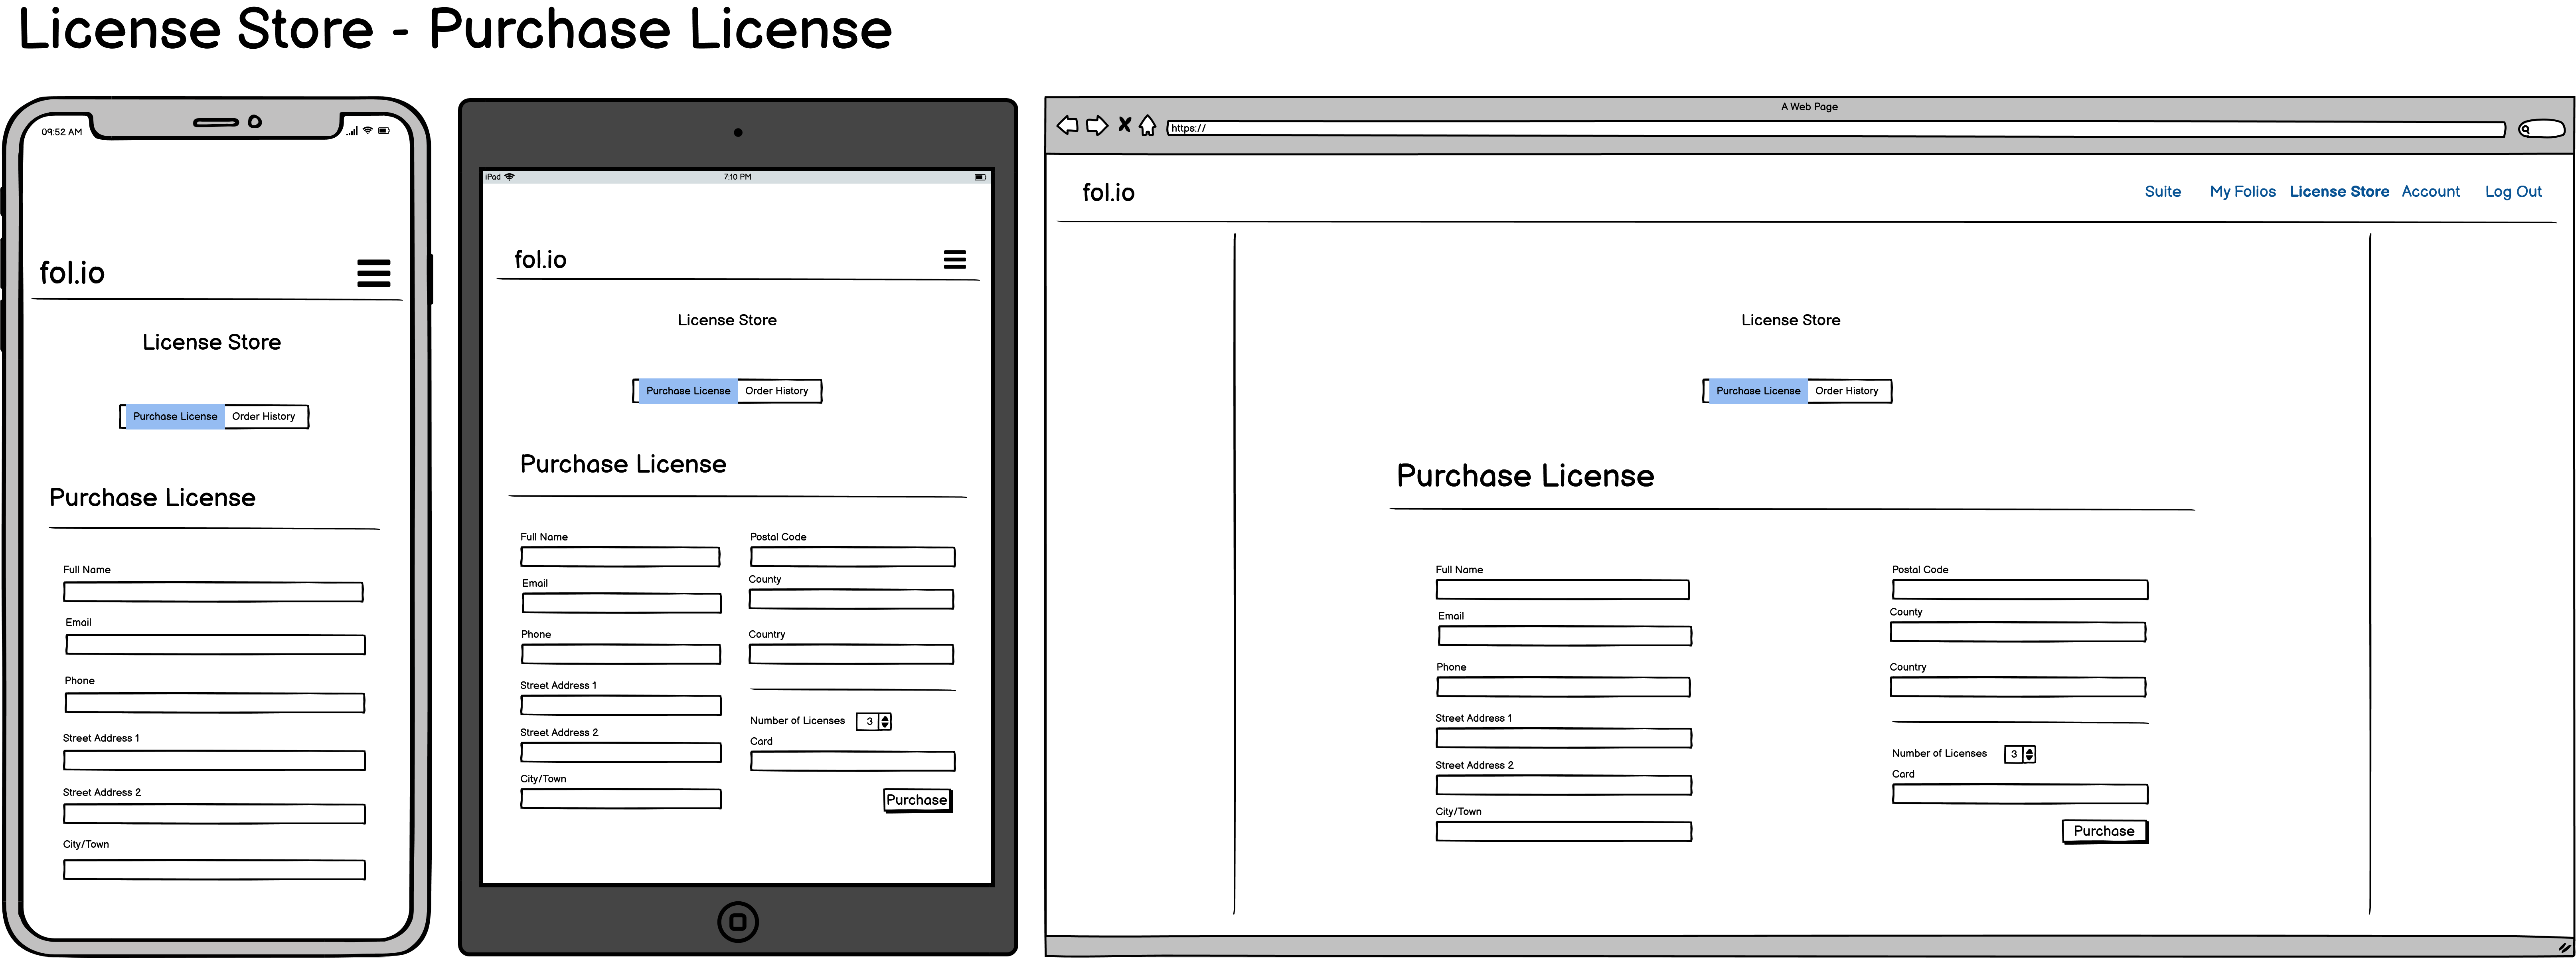 License Store - Purchase License
09:52 AM
fol.io
License Store
Purchase License Order History
Purchase License
Full Name
Email
Phone
Street Address 1
Street Address 2
City/Town
iPad 7:10 PM
fol.io
License Store
Purchase License Order History
Purchase License
Full Name
Email
Phone
Street Address 1
Street Address 2
City/Town
Postal Code
County
Country
Number of Licenses 3
Card
Purchase
A Web Page
https://
fol.io Suite My Folios License Store Account Log Out
License Store
Purchase License Order History
Purchase License
Full Name
Email
Phone
Street Address 1
Street Address 2
City/Town
Postal Code
County
Country
Number of Licenses 3
Card
Purchase